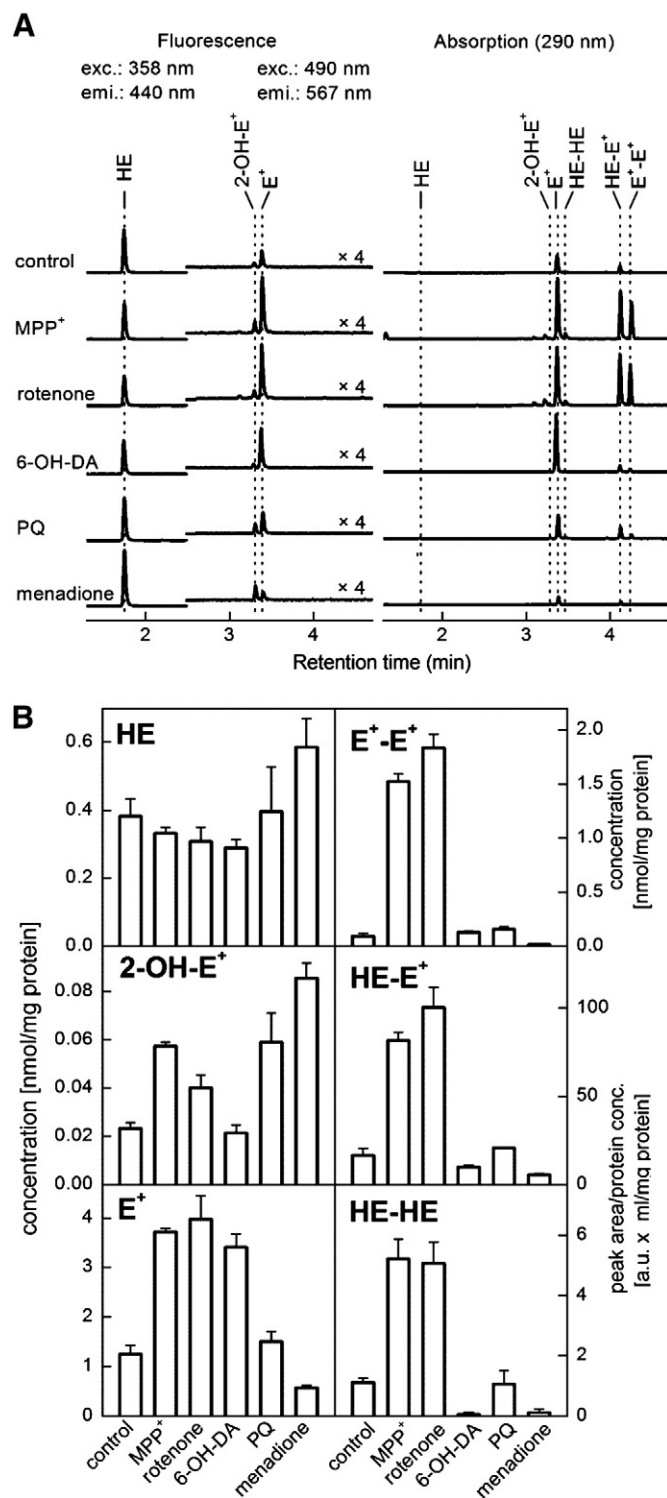 A
Fluorescence
Absorption (290 nm)
exc.: 358 nm
exc.: 490 nm
emi.: 440 nm
emi.: 567 nm
HE
2-OH-E+
E+
HE
2-OH-E+
E+
HE-HE
HE-E+
E+-E+
control
× 4
MPP+
× 4
rotenone
× 4
6-OH-DA
× 4
PQ
× 4
menadione
× 4
2 3 4 3 4
Retention time (min)
B
HE
0.6
0.4
0.2
0.0
E+-E+
2.0
1.5
1.0
0.5
0.0
concentration
[nmol/mg protein]
2-OH-E+
0.08
0.06
0.04
0.02
0.00
HE-E+
100
50
0
E+
4
3
2
1
0
HE-HE
6
4
2
0
concentration [nmol/mg protein]
peak area/protein conc.
[a.u. x ml/mg protein]
control MPP+ rotenone 6-OH-DA PQ menadione
control MPP+ rotenone 6-OH-DA PQ menadione